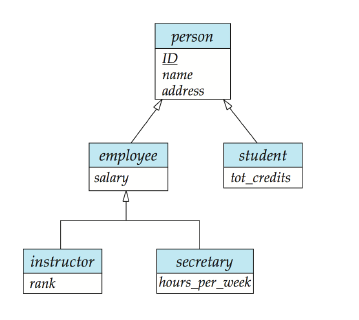 person
ID
name
address
employee
salary
student
tot_credits
instructor
rank
secretary
hours_per_week